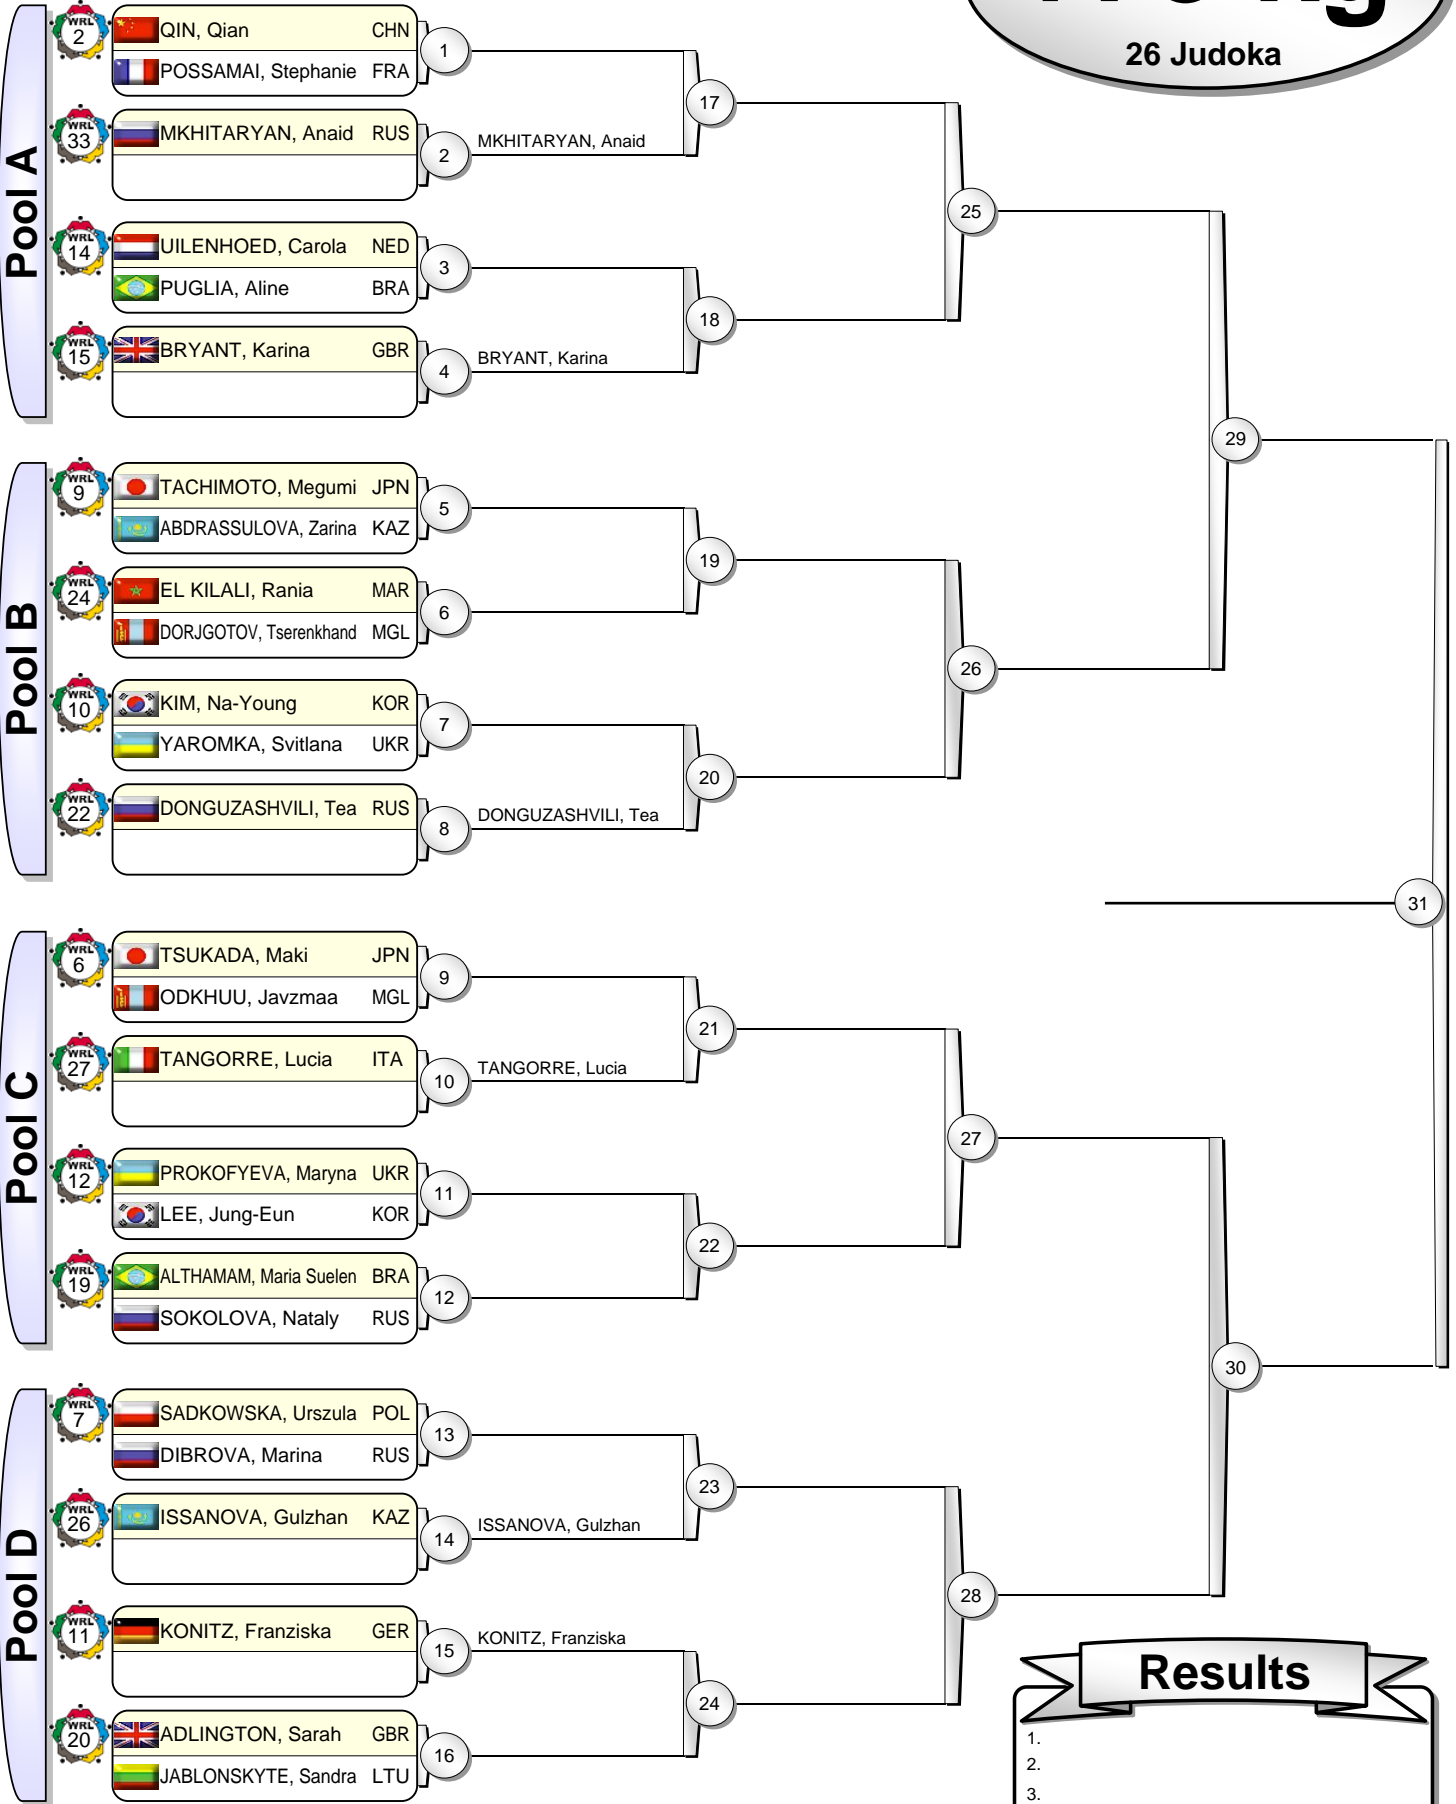 26 Judoka
Pool A
WRL 2 QIN, Qian CHN
POSSAMAI, Stephanie FRA
1
17
WRL 33 MKHITARYAN, Anaid RUS
2 MKHITARYAN, Anaid
25
WRL 14 UILENHOED, Carola NED
PUGLIA, Aline BRA
3
18
WRL 15 BRYANT, Karina GBR
4 BRYANT, Karina
29
Pool B
WRL 9 TACHIMOTO, Megumi JPN
ABDRASSULOVA, Zarina KAZ
5
19
WRL 24 EL KILALI, Rania MAR
DORJGOTOV, Tserenkhand MGL
6
26
WRL 10 KIM, Na-Young KOR
YAROMKA, Svitlana UKR
7
20
WRL 22 DONGUZASHVILI, Tea RUS
8 DONGUZASHVILI, Tea
31
Pool C
WRL 6 TSUKADA, Maki JPN
ODKHUU, Javzmaa MGL
9
21
WRL 27 TANGORRE, Lucia ITA
10 TANGORRE, Lucia
27
WRL 12 PROKOFYEVA, Maryna UKR
LEE, Jung-Eun KOR
11
22
WRL 19 ALTHAMAM, Maria Suelen BRA
SOKOLOVA, Nataly RUS
12
30
Pool D
WRL 7 SADKOWSKA, Urszula POL
DIBROVA, Marina RUS
13
23
WRL 26 ISSANOVA, Gulzhan KAZ
14 ISSANOVA, Gulzhan
28
WRL 11 KONITZ, Franziska GER
15 KONITZ, Franziska
24
WRL 20 ADLINGTON, Sarah GBR
JABLONSKYTE, Sandra LTU
16
Results
1.
2.
3.